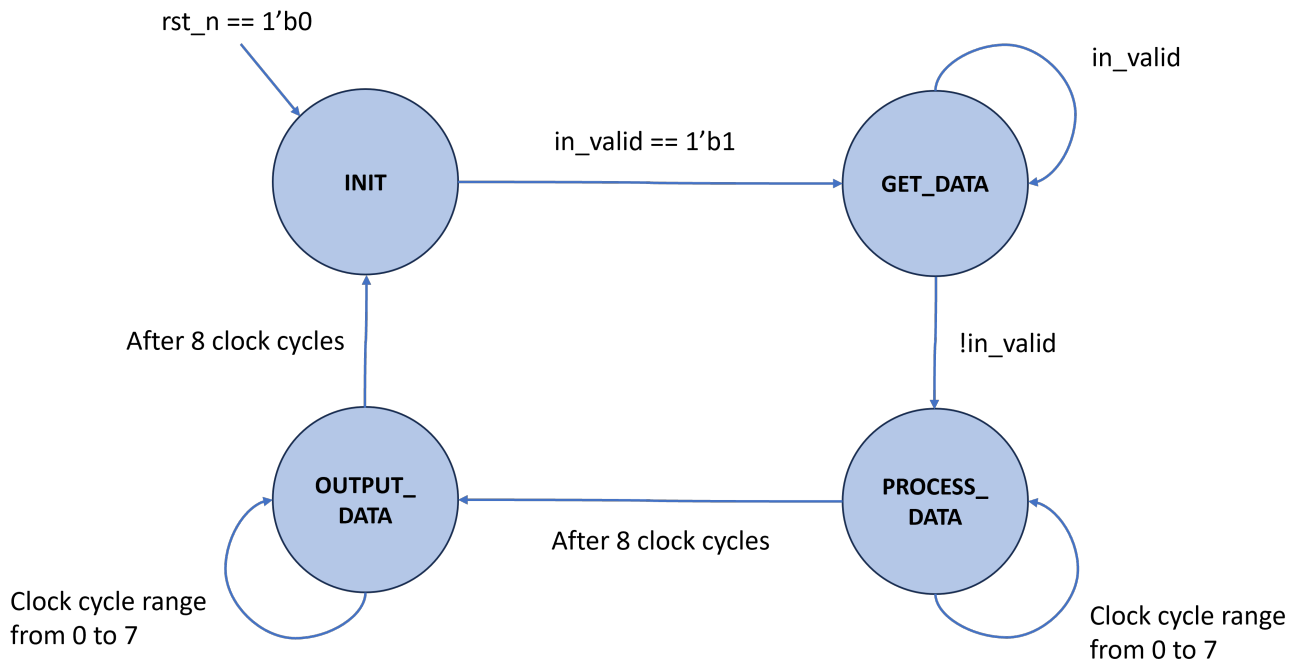 rst_n == 1’b0
in_valid
in_valid == 1’b1
INIT
GET_DATA
After 8 clock cycles
!in_valid
OUTPUT_
DATA
PROCESS_
DATA
After 8 clock cycles
Clock cycle range
from 0 to 7
Clock cycle range
from 0 to 7